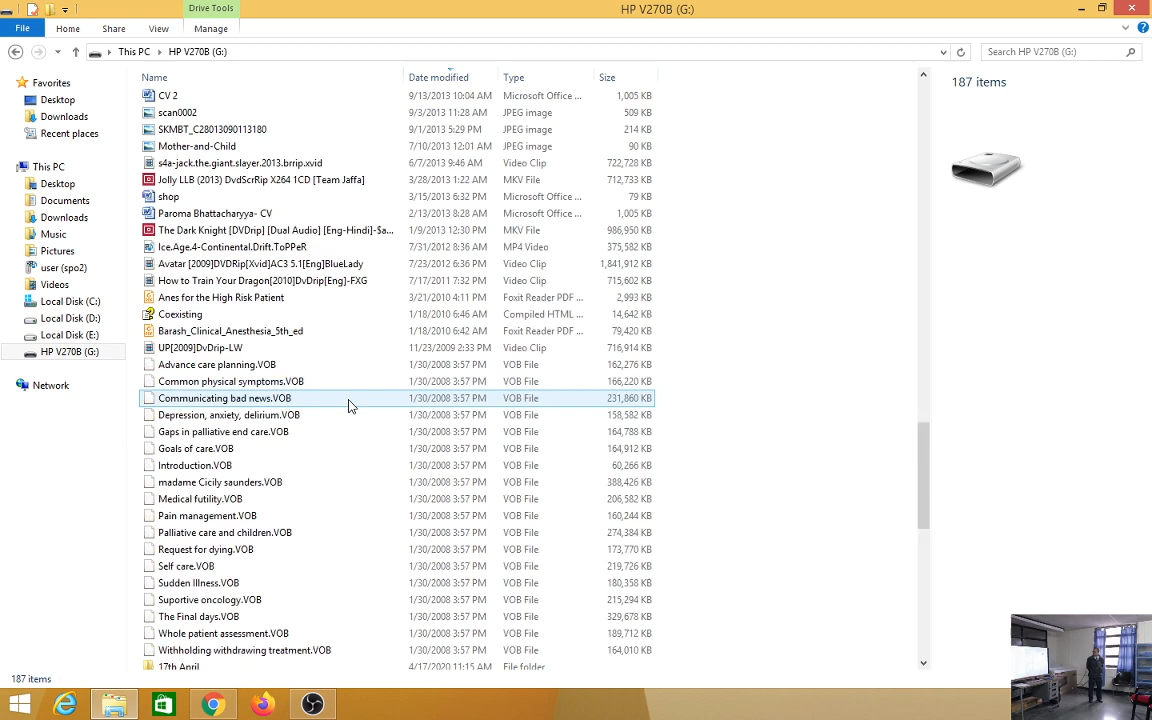 Drive Tools
HP V270B (G:)
File Home Share View Manage
This PC HP V270B (G:) Search HP V270B (G:)
Favorites
Desktop
Downloads
Recent places
This PC
Desktop
Documents
Downloads
Music
Pictures
user (spo2)
Videos
Local Disk (C:)
Local Disk (D:)
Local Disk (E:)
HP V270B (G:)
Network
Name Date modified Type Size
CV 2 9/13/2013 10:04 AM Microsoft Office ... 1,005 KB
scan0002 9/3/2013 11:28 AM JPEG image 509 KB
SKMBT_C28013090113180 9/1/2013 5:29 PM JPEG image 214 KB
Mother-and-Child 7/10/2013 12:01 AM JPEG image 90 KB
s4a-jack.the.giant.slayer.2013.brrip.xvid 6/7/2013 9:46 AM Video Clip 722,728 KB
Jolly LLB (2013) DvdScrRip X264 1CD [Team Jaffa] 3/28/2013 1:22 AM MKV File 712,733 KB
shop 3/15/2013 6:32 PM Microsoft Office ... 79 KB
Paroma Bhattacharyya- CV 2/13/2013 8:28 AM Microsoft Office ... 1,005 KB
The Dark Knight [DVDrip] [Dual Audio] [Eng-Hindi]-$a... 1/9/2013 12:30 PM MKV File 986,950 KB
Ice.Age.4-Continental.Drift.ToPPeR 7/31/2012 8:36 AM MP4 Video 375,582 KB
Avatar [2009]DVDRip[Xvid]AC3 5.1[Eng]BlueLady 7/23/2012 6:36 PM Video Clip 1,841,912 KB
How to Train Your Dragon[2010]DvDrip[Eng]-FXG 7/17/2011 7:32 PM Video Clip 715,602 KB
Anes for the High Risk Patient 3/21/2010 4:11 PM Foxit Reader PDF ... 2,993 KB
Coexisting 1/18/2010 6:46 AM Compiled HTML ... 14,642 KB
Barash_Clinical_Anesthesia_5th_ed 1/18/2010 6:42 AM Foxit Reader PDF ... 79,420 KB
UP[2009]DvDrip-LW 11/23/2009 2:33 PM Video Clip 716,914 KB
Advance care planning.VOB 1/30/2008 3:57 PM VOB File 162,276 KB
Common physical symptoms.VOB 1/30/2008 3:57 PM VOB File 166,220 KB
Communicating bad news.VOB 1/30/2008 3:57 PM VOB File 231,860 KB
Depression, anxiety, delirium.VOB 1/30/2008 3:57 PM VOB File 158,582 KB
Gaps in palliative end care.VOB 1/30/2008 3:57 PM VOB File 164,788 KB
Goals of care.VOB 1/30/2008 3:57 PM VOB File 164,912 KB
Introduction.VOB 1/30/2008 3:57 PM VOB File 60,266 KB
madame Cicily saunders.VOB 1/30/2008 3:57 PM VOB File 388,426 KB
Medical futility.VOB 1/30/2008 3:57 PM VOB File 206,582 KB
Pain management.VOB 1/30/2008 3:57 PM VOB File 160,244 KB
Palliative care and children.VOB 1/30/2008 3:57 PM VOB File 274,384 KB
Request for dying.VOB 1/30/2008 3:57 PM VOB File 173,770 KB
Self care.VOB 1/30/2008 3:57 PM VOB File 219,726 KB
Sudden Illness.VOB 1/30/2008 3:57 PM VOB File 180,358 KB
Suportive oncology.VOB 1/30/2008 3:57 PM VOB File 215,294 KB
The Final days.VOB 1/30/2008 3:57 PM VOB File 329,678 KB
Whole patient assessment.VOB 1/30/2008 3:57 PM VOB File 189,712 KB
Withholding withdrawing treatment.VOB 1/30/2008 3:57 PM VOB File 164,010 KB
17th April 4/17/2020 11:15 AM File folder
187 items
187 items